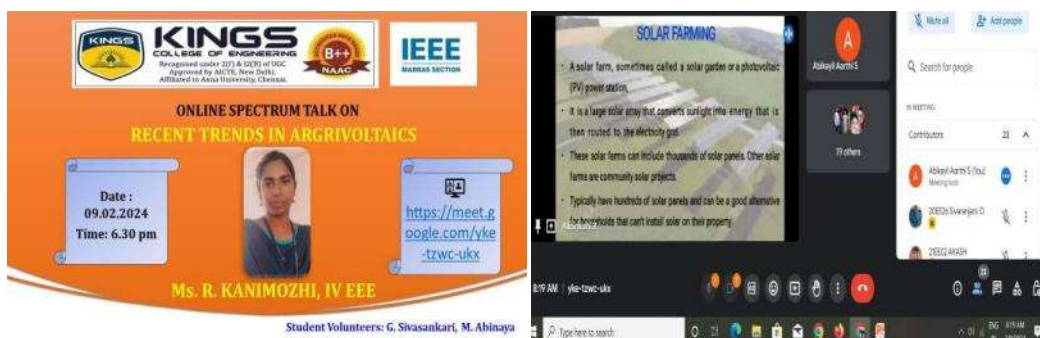 KINGS
KINGS
COLLEGE OF ENGINEERING
Recognised under 2(f) & 12(B) of UGC
Approved by AICTE, New Delhi.
Affiliated to Anna University, Chennai.
B++
NAAC
IEEE
MADRAS SECTION
ONLINE SPECTRUM TALK ON
RECENT TRENDS IN ARGRIVOLTAICS
Date :
09.02.2024
Time: 6.30 pm
https://meet.g
oogle.com/yke
-tzwc-ukx
Ms. R. KANIMOZHI, IV EEE
Student Volunteers: G. Sivasankari, M. Abinaya
SOLAR FARMING
• A solar farm, sometimes called a solar garden or a photovoltaic
(PV) power station,
• It is a large solar array that converts sunlight into energy that is
then routed to the electricity grid.
• These solar farms can include thousands of solar panels. Other solar
farms are community solar projects.
• Typically have hundreds of solar panels and can be a good alternative
for households that can't install solar on their property.
A
Abikayil Aarthi S
19 others
Mute all
Add people
Search for people
IN MEETING
Contributors
21
A
Abikayil Aarthi S (You)
Meeting host
20EE26 Sivaranjani D
21EE02 AKASH
8:19 AM
yke-tzwc-ukx
Type here to search
ENG
8:19 AM